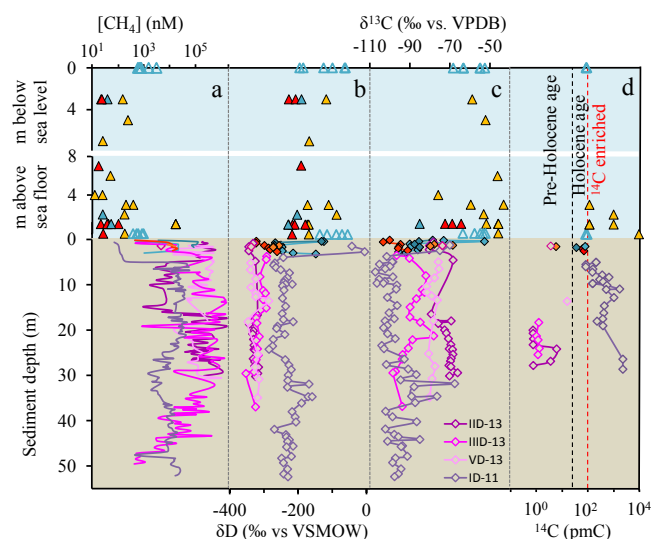 [CH₄] (nM)
δ¹³C (‰ vs. VPDB)
10¹ 10³ 10⁵
-110 -90 -70 -50
a b c d
m below sea level
0
4
m above sea floor
8
4
0
Sediment depth (m)
0
10
20
30
40
50
Pre-Holocene age
Holocene age
¹⁴C enriched
IID-13
IIID-13
VD-13
ID-11
-400 -200 0
10⁰ 10² 10⁴
δD (‰ vs VSMOW)
¹⁴C (pmC)